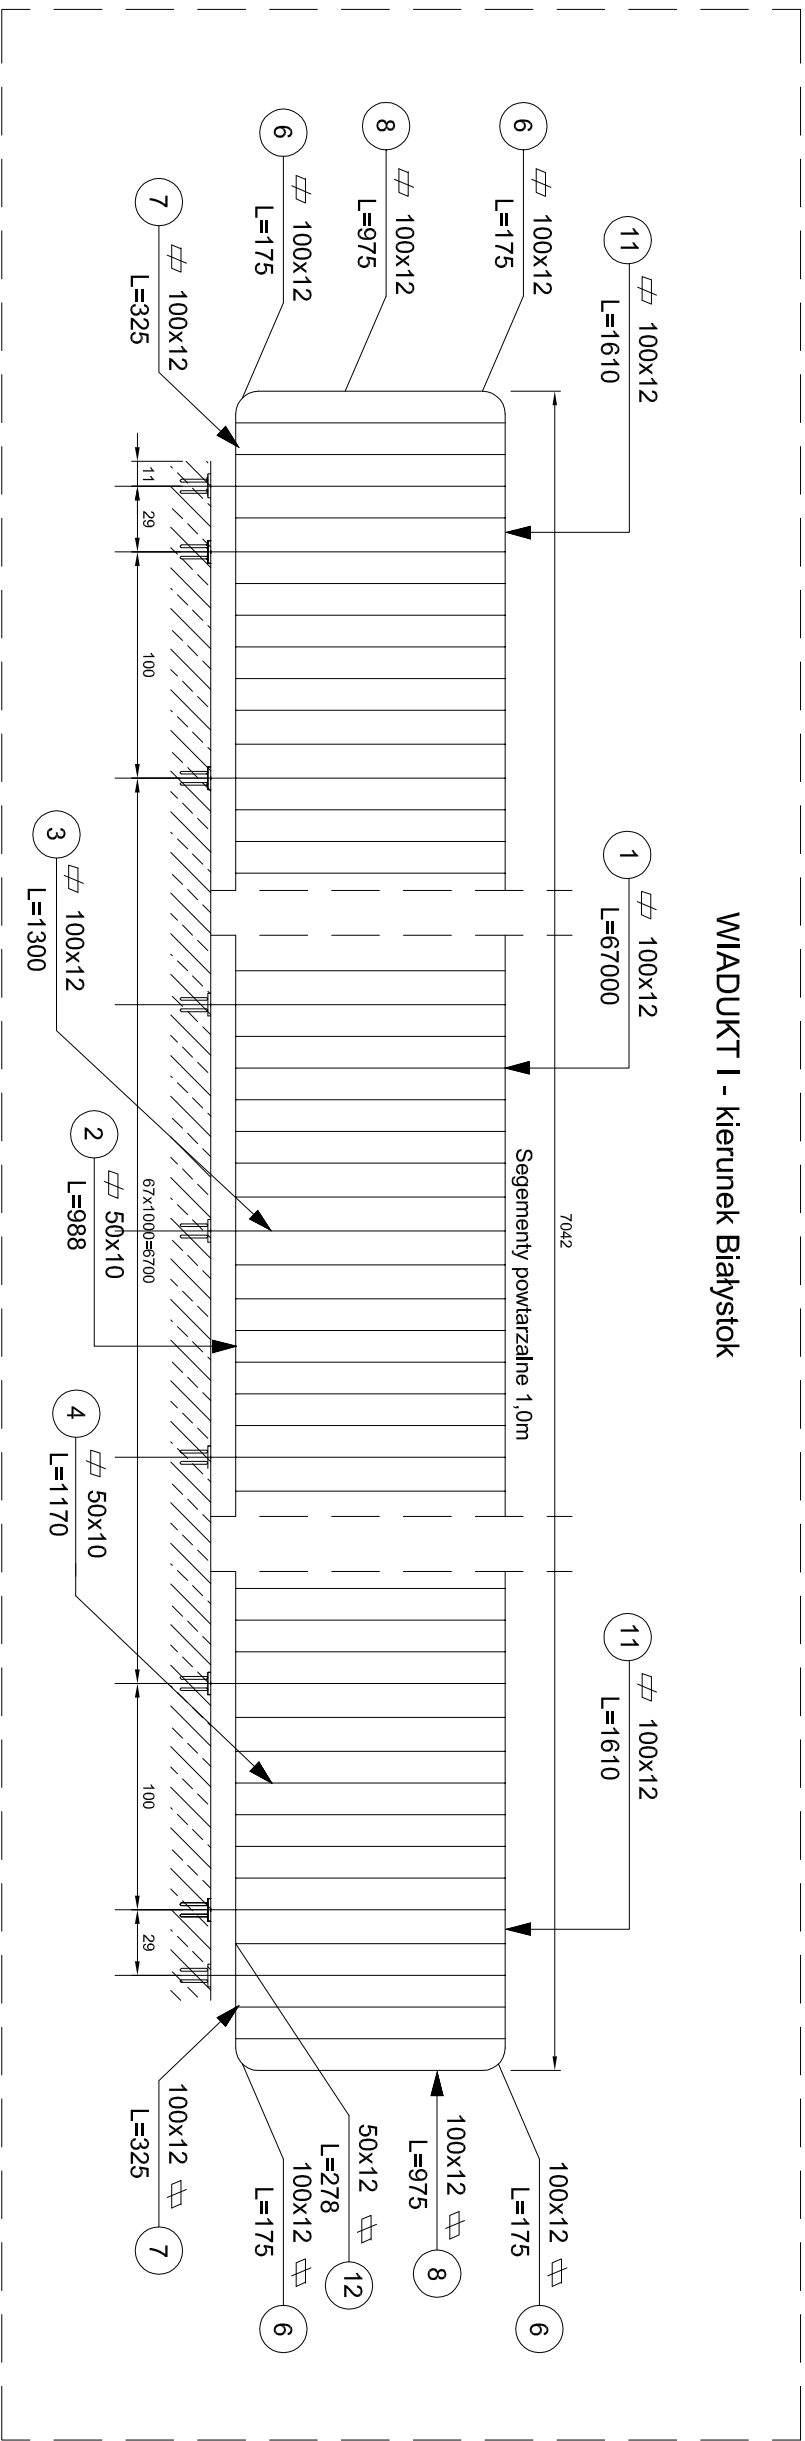 WIADUKT I - kierunek Białystok
11
100x12
L=1610
1
100x12
L=67000
11
100x12
L=1610
6
100x12
L=175
8
100x12
L=975
6
100x12
L=175
7
100x12
L=325
7042
Segementy powtarzalne 1,0m
100x12
L=175
6
100x12
L=975
8
50x12
L=278
12
100x12
L=175
6
100x12
L=325
7
11
29
100
67x1000=6700
100
29
3
100x12
L=1300
2
50x10
L=988
4
50x10
L=1170